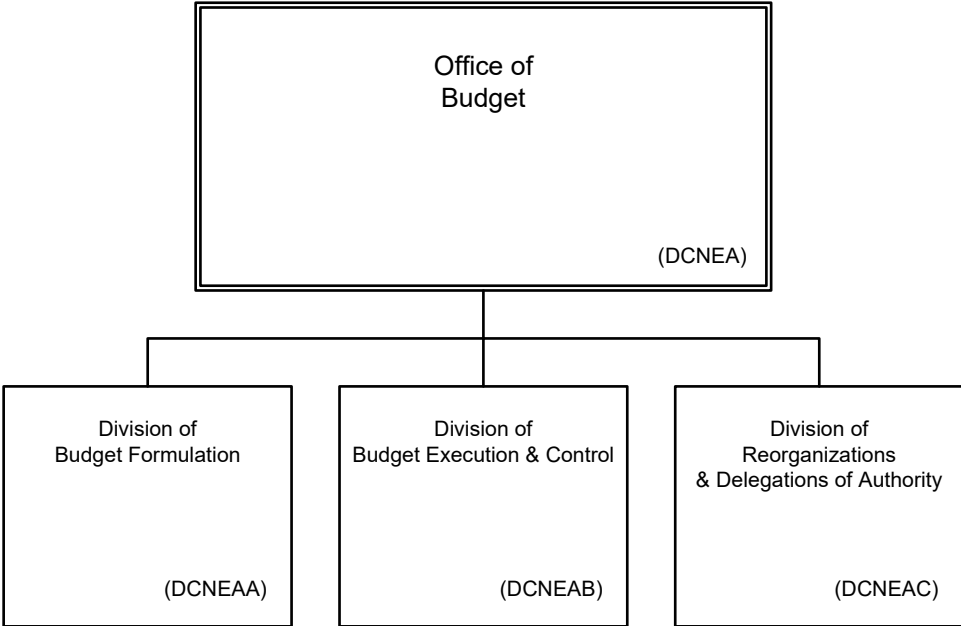 Office of
Budget
(DCNEA)
Division of
Budget Formulation
(DCNEAA)
Division of
Budget Execution & Control
(DCNEAB)
Division of
Reorganizations
& Delegations of Authority
(DCNEAC)